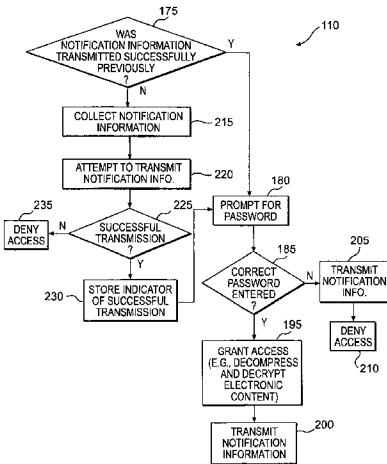 175
110
WAS
NOTIFICATION INFORMATION
TRANSMITTED SUCCESSFULLY
PREVIOUSLY
?
Y
N
COLLECT NOTIFICATION
INFORMATION
215
ATTEMPT TO TRANSMIT
NOTIFICATION INFO.
220
235
DENY
ACCESS
N
225
SUCCESSFUL
TRANSMISSION
?
Y
230
STORE INDICATOR
OF SUCCESSFUL
TRANSMISSION
180
PROMPT FOR
PASSWORD
185
CORRECT
PASSWORD
ENTERED
?
N
Y
205
TRANSMIT
NOTIFICATION
INFO.
DENY
ACCESS
210
195
GRANT ACCESS
(E.G., DECOMPRESS
AND DECRYPT
ELECTRONIC
CONTENT)
200
TRANSMIT
NOTIFICATION
INFORMATION